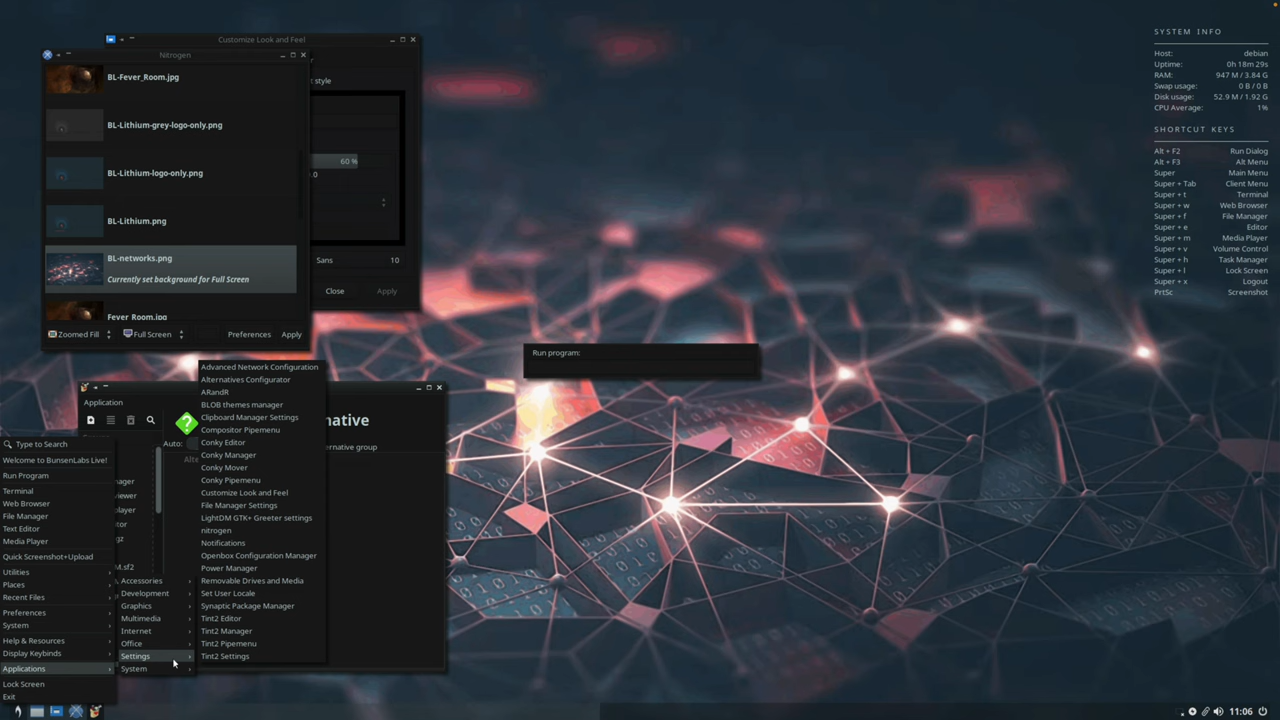 Customize Look and Feel
Nitrogen
BL-Fever_Room.jpg
t style
BL-Lithium-grey-logo-only.png
60 %
BL-Lithium-logo-only.png
.0
BL-Lithium.png
BL-networks.png
Currently set background for Full Screen
Sans 10
Close Apply
Fever Room.jpg
Zoomed Fill Full Screen Preferences Apply
SYSTEM INFO
Host: debian
Uptime: 0h 18m 29s
RAM: 947 M / 3.84 G
Swap usage: 0 B / 0 B
Disk usage: 52.9 M / 1.92 G
CPU Average: 1%
SHORTCUT KEYS
Alt + F2 Run Dialog
Alt + F3 Alt Menu
Super Main Menu
Super + Tab Client Menu
Super + t Terminal
Super + w Web Browser
Super + f File Manager
Super + e Editor
Super + m Media Player
Super + v Volume Control
Super + h Task Manager
Super + l Lock Screen
Super + x Logout
PrtSc Screenshot
Run program:
Application
native
Auto: ernative group
Alte
nager
viewer
player
tor
gz
M.sf2
Type to Search
Welcome to BunsenLabs Live!
Run Program
Terminal
Web Browser
File Manager
Text Editor
Media Player
Quick Screenshot+Upload
Utilities
Places
Recent Files
Preferences
System
Help & Resources
Display Keybinds
Applications
Lock Screen
Exit
Accessories
Development
Graphics
Multimedia
Internet
Office
Settings
System
Advanced Network Configuration
Alternatives Configurator
ARandR
BLOB themes manager
Clipboard Manager Settings
Compositor Pipemenu
Conky Editor
Conky Manager
Conky Mover
Conky Pipemenu
Customize Look and Feel
File Manager Settings
LightDM GTK+ Greeter settings
nitrogen
Notifications
Openbox Configuration Manager
Power Manager
Removable Drives and Media
Set User Locale
Synaptic Package Manager
Tint2 Editor
Tint2 Manager
Tint2 Pipemenu
Tint2 Settings
11:06